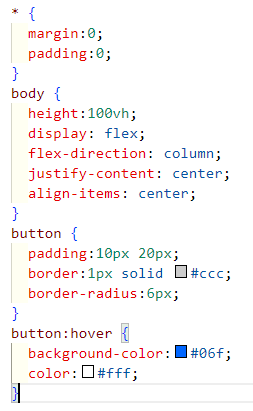 * {
margin:0;
padding:0;
}
body {
height:100vh;
display: flex;
flex-direction: column;
justify-content: center;
align-items: center;
}
button {
padding:10px 20px;
border:1px solid #ccc;
border-radius:6px;
}
button:hover {
background-color:#06f;
color:#fff;
}